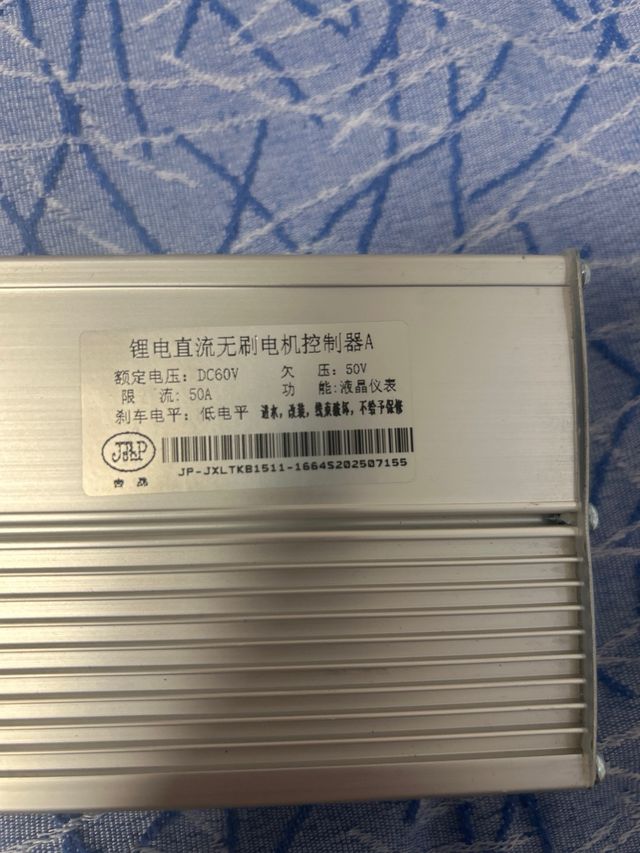 锂电直流无刷电机控制器A
额定电压: DC60V 欠 压: 50V
限 流: 50A 功 能:液晶仪表
刹车电平: 低电平 进水, 改装, 线束破坏, 不给予保修
JP
JP-JXLTKB1511-1664S202507155